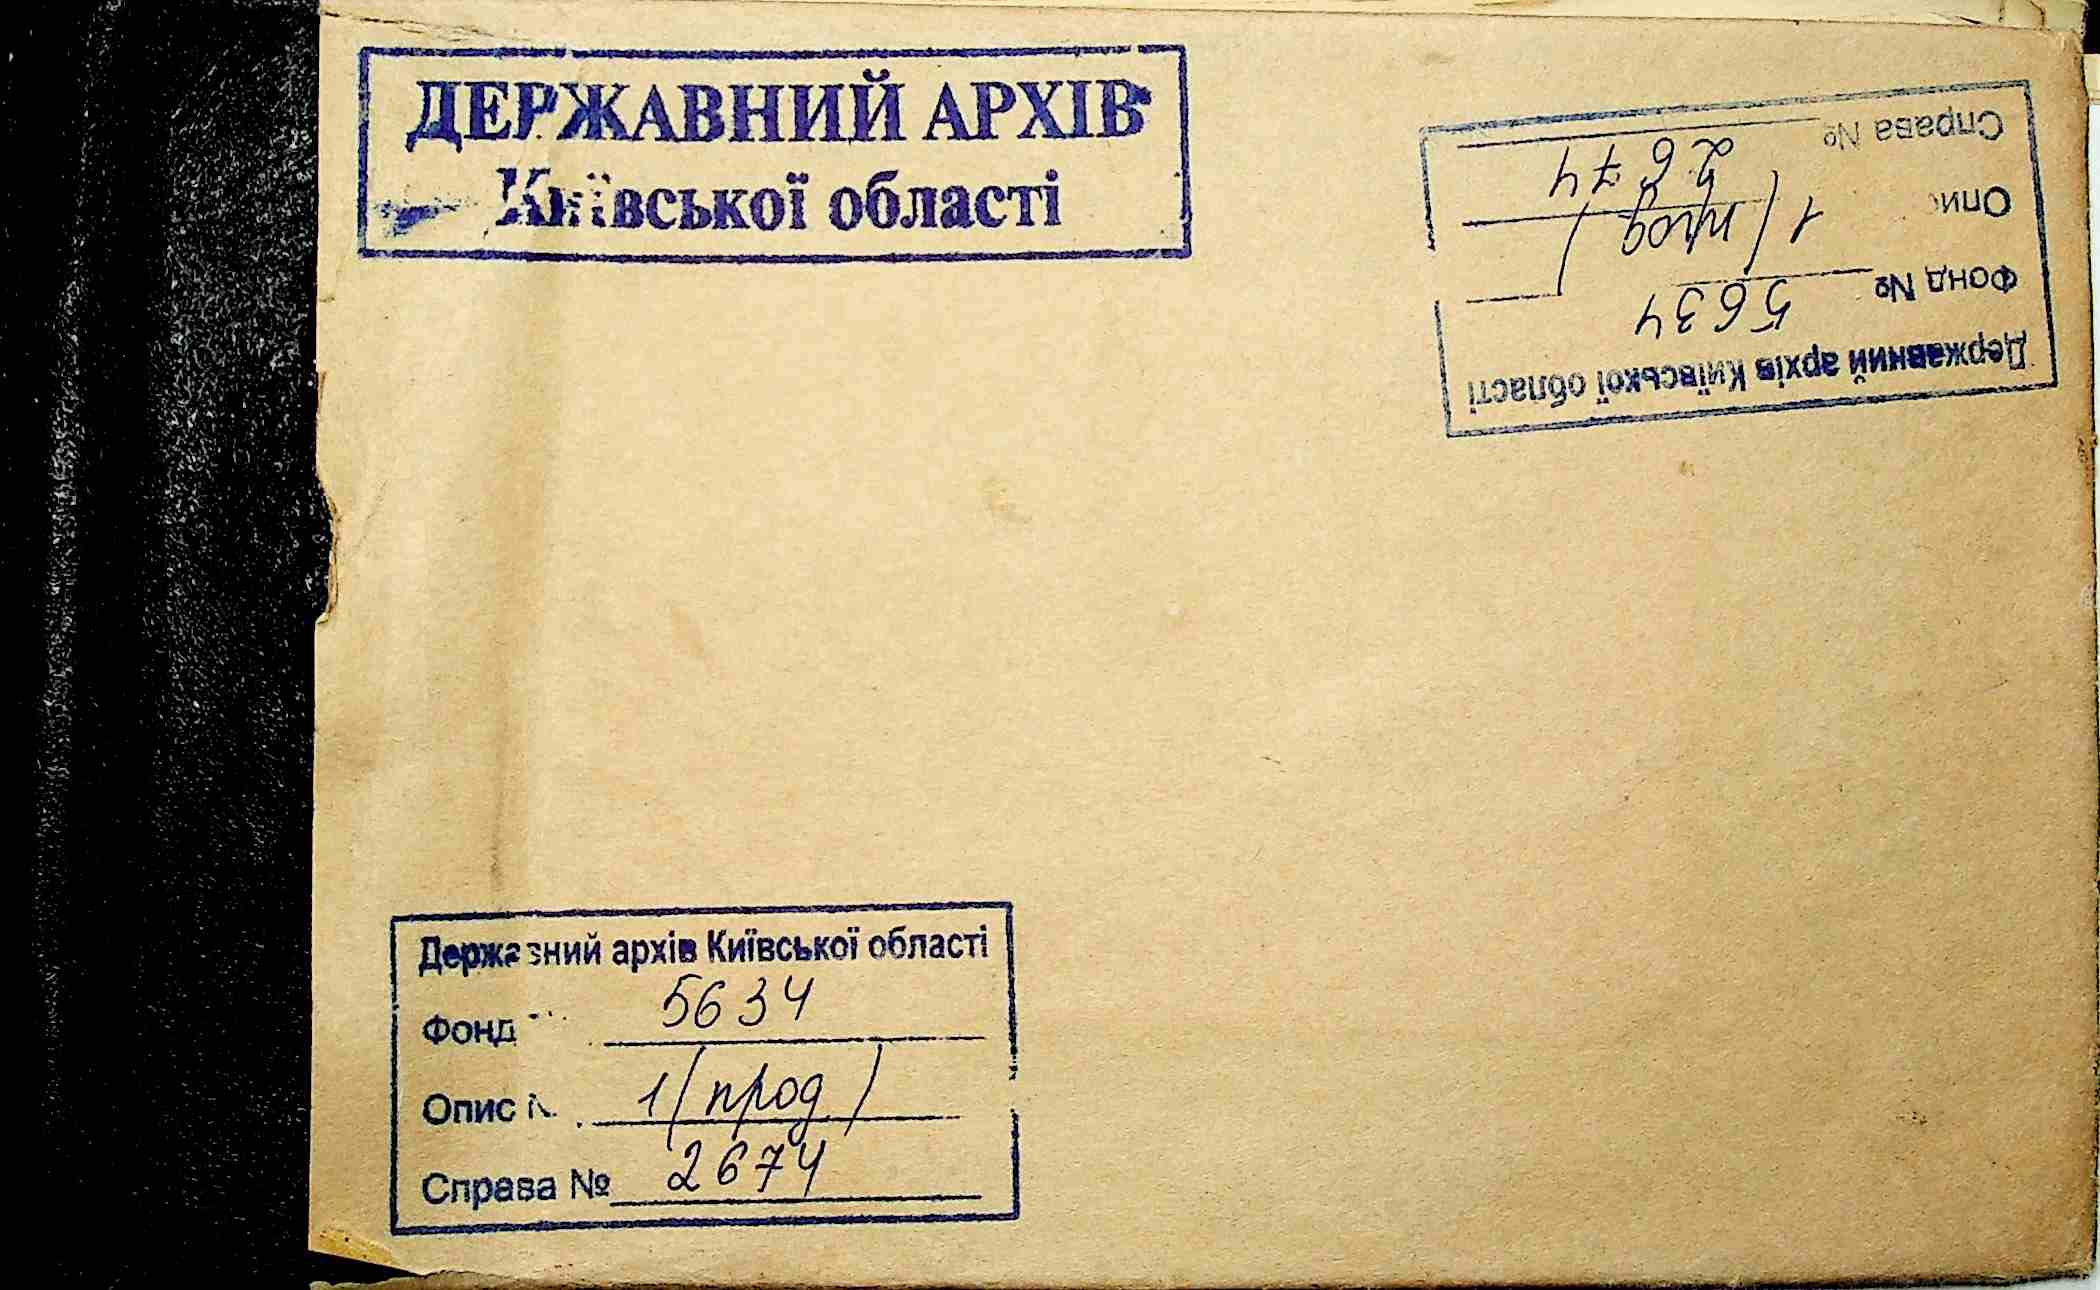 ДЕРЖАВНИЙ АРХІВ
Київської області
Державний архів Київської області
Фонд № 5634
Опис 1(прод)
Справа № 2674
Державний архів Київської області
Фонд 5634
Опис № 1(прод)
Справа № 2674